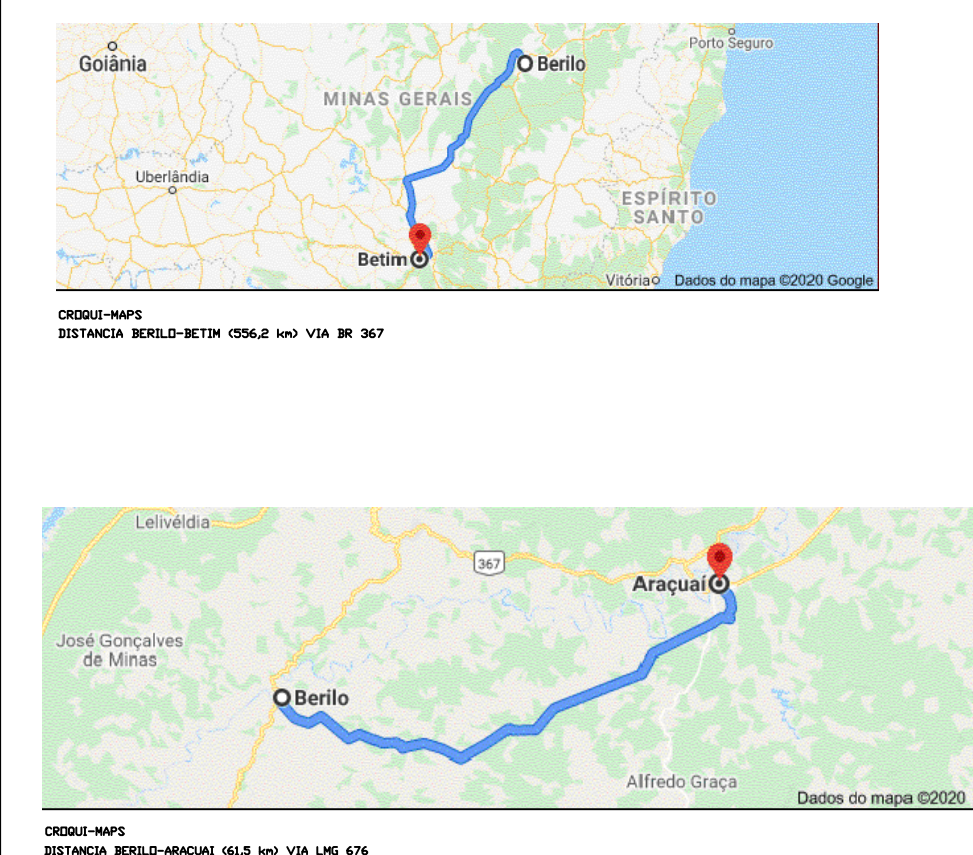 Goiânia
Porto Seguro
Berilo
MINAS GERAIS
Uberlândia
ESPÍRITO
SANTO
Betim
Vitória
Dados do mapa ©2020 Google
CROQUI-MAPS
DISTANCIA BERILO-BETIM (556,2 km) VIA BR 367
Lelivéldia
367
Araçuaí
José Gonçalves
de Minas
Berilo
Alfredo Graça
Dados do mapa ©2020
CROQUI-MAPS
DISTANCIA BERILO-ARACUAI (61,5 km) VIA LMG 676